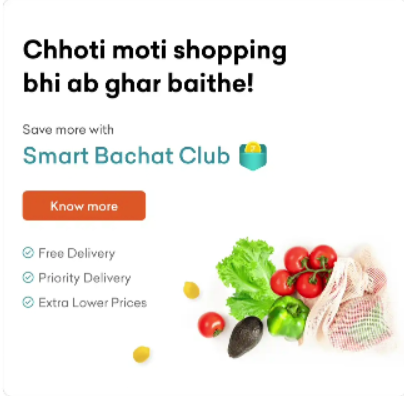 Chhoti moti shopping
bhi ab ghar baithe!
Save more with
Smart Bachat Club
Know more
Free Delivery
Priority Delivery
Extra Lower Prices